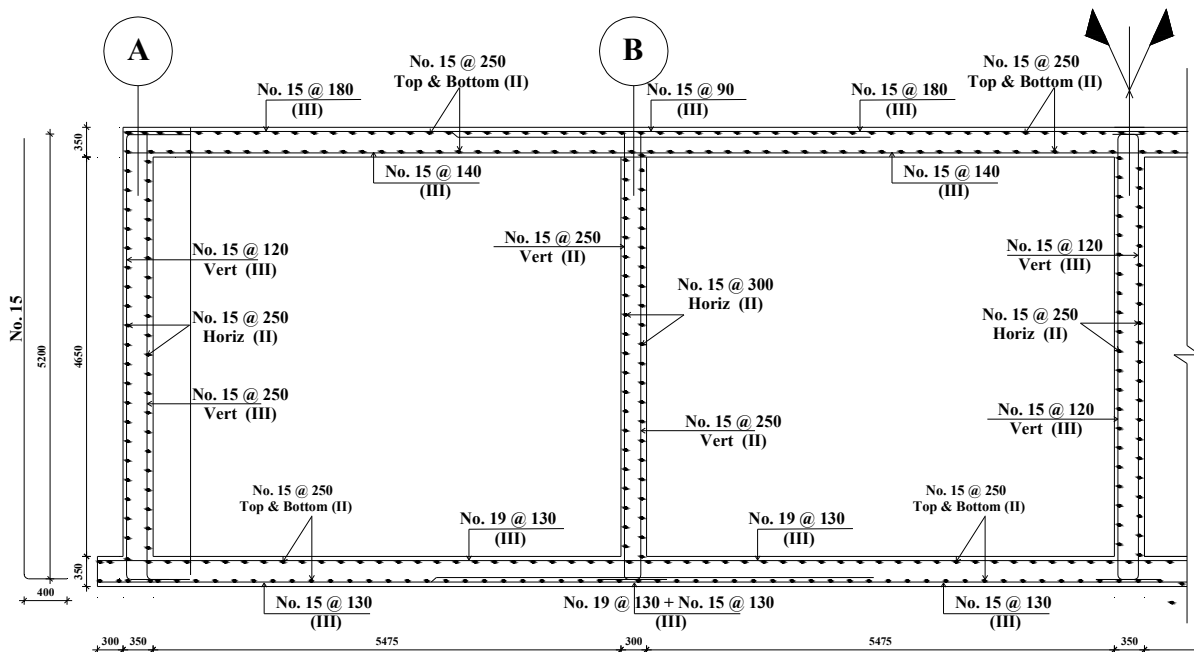 A
B
No. 15 @ 250
Top & Bottom (II)
No. 15 @ 250
Top & Bottom (II)
No. 15 @ 180
(III)
No. 15 @ 90
(III)
No. 15 @ 180
(III)
350
No. 15 @ 140
(III)
No. 15 @ 140
(III)
No. 15 @ 120
Vert (III)
No. 15 @ 250
Vert (II)
No. 15 @ 120
Vert (III)
No. 15 @ 300
Horiz (II)
No. 15
5200
4650
No. 15 @ 250
Horiz (II)
No. 15 @ 250
Horiz (II)
No. 15 @ 250
Vert (III)
No. 15 @ 250
Vert (II)
No. 15 @ 120
Vert (III)
No. 15 @ 250
Top & Bottom (II)
No. 15 @ 250
Top & Bottom (II)
No. 19 @ 130
(III)
No. 19 @ 130
(III)
350
400
No. 15 @ 130
(III)
No. 19 @ 130 + No. 15 @ 130
(III)
No. 15 @ 130
(III)
300
350
5475
300
5475
350